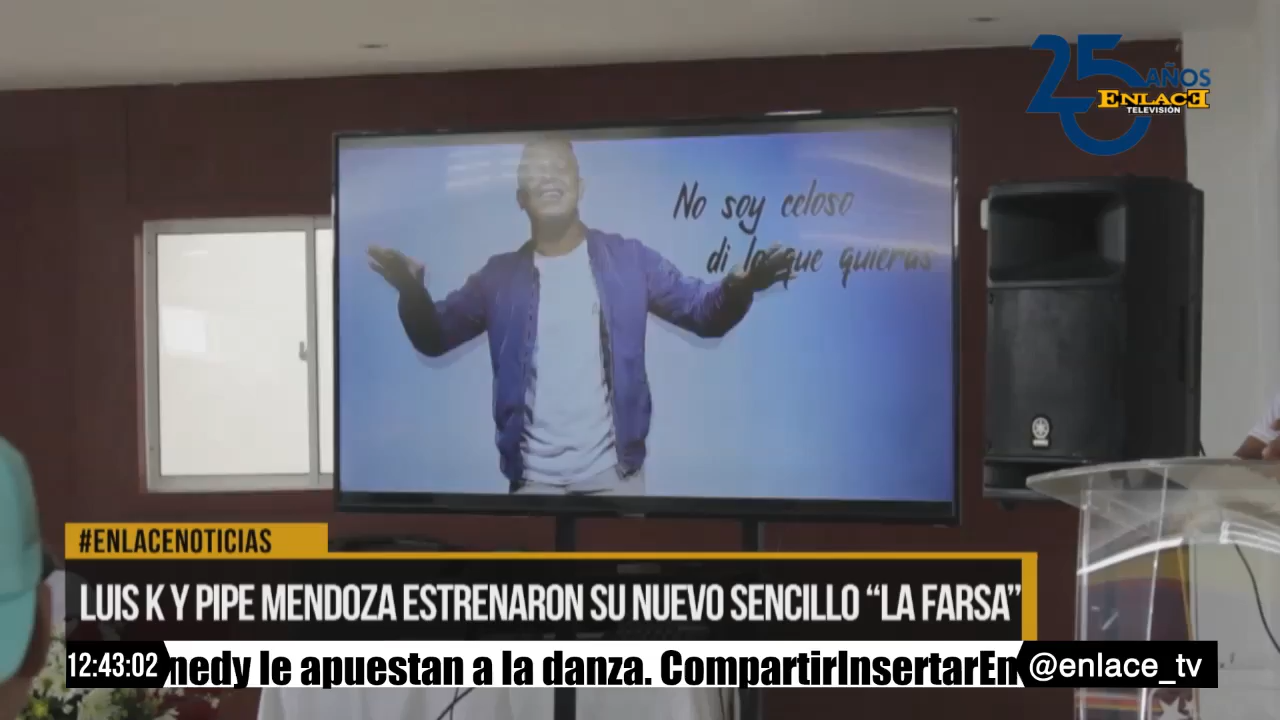 25 AÑOS
ENLACE
TELEVISIÓN
No soy celoso
di lo que quieras
#ENLACENOTICIAS
LUIS K Y PIPE MENDOZA ESTRENARON SU NUEVO SENCILLO “LA FARSA”
12:43:02 nedy le apuestan a la danza. CompartirInsertarEn @enlace_tv